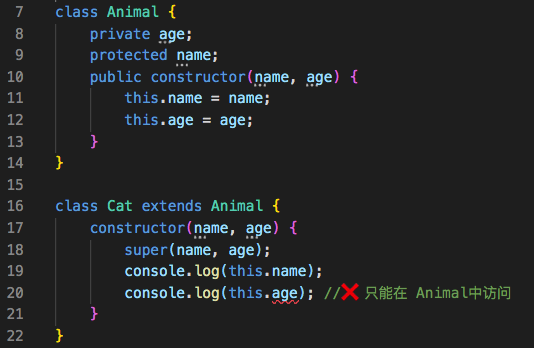 7 class Animal {
8     private age;
9     protected name;
10     public constructor(name, age) {
11         this.name = name;
12         this.age = age;
13     }
14 }
15
16 class Cat extends Animal {
17     constructor(name, age) {
18         super(name, age);
19         console.log(this.name);
20         console.log(this.age); //❌ 只能在 Animal中访问
21     }
22 }